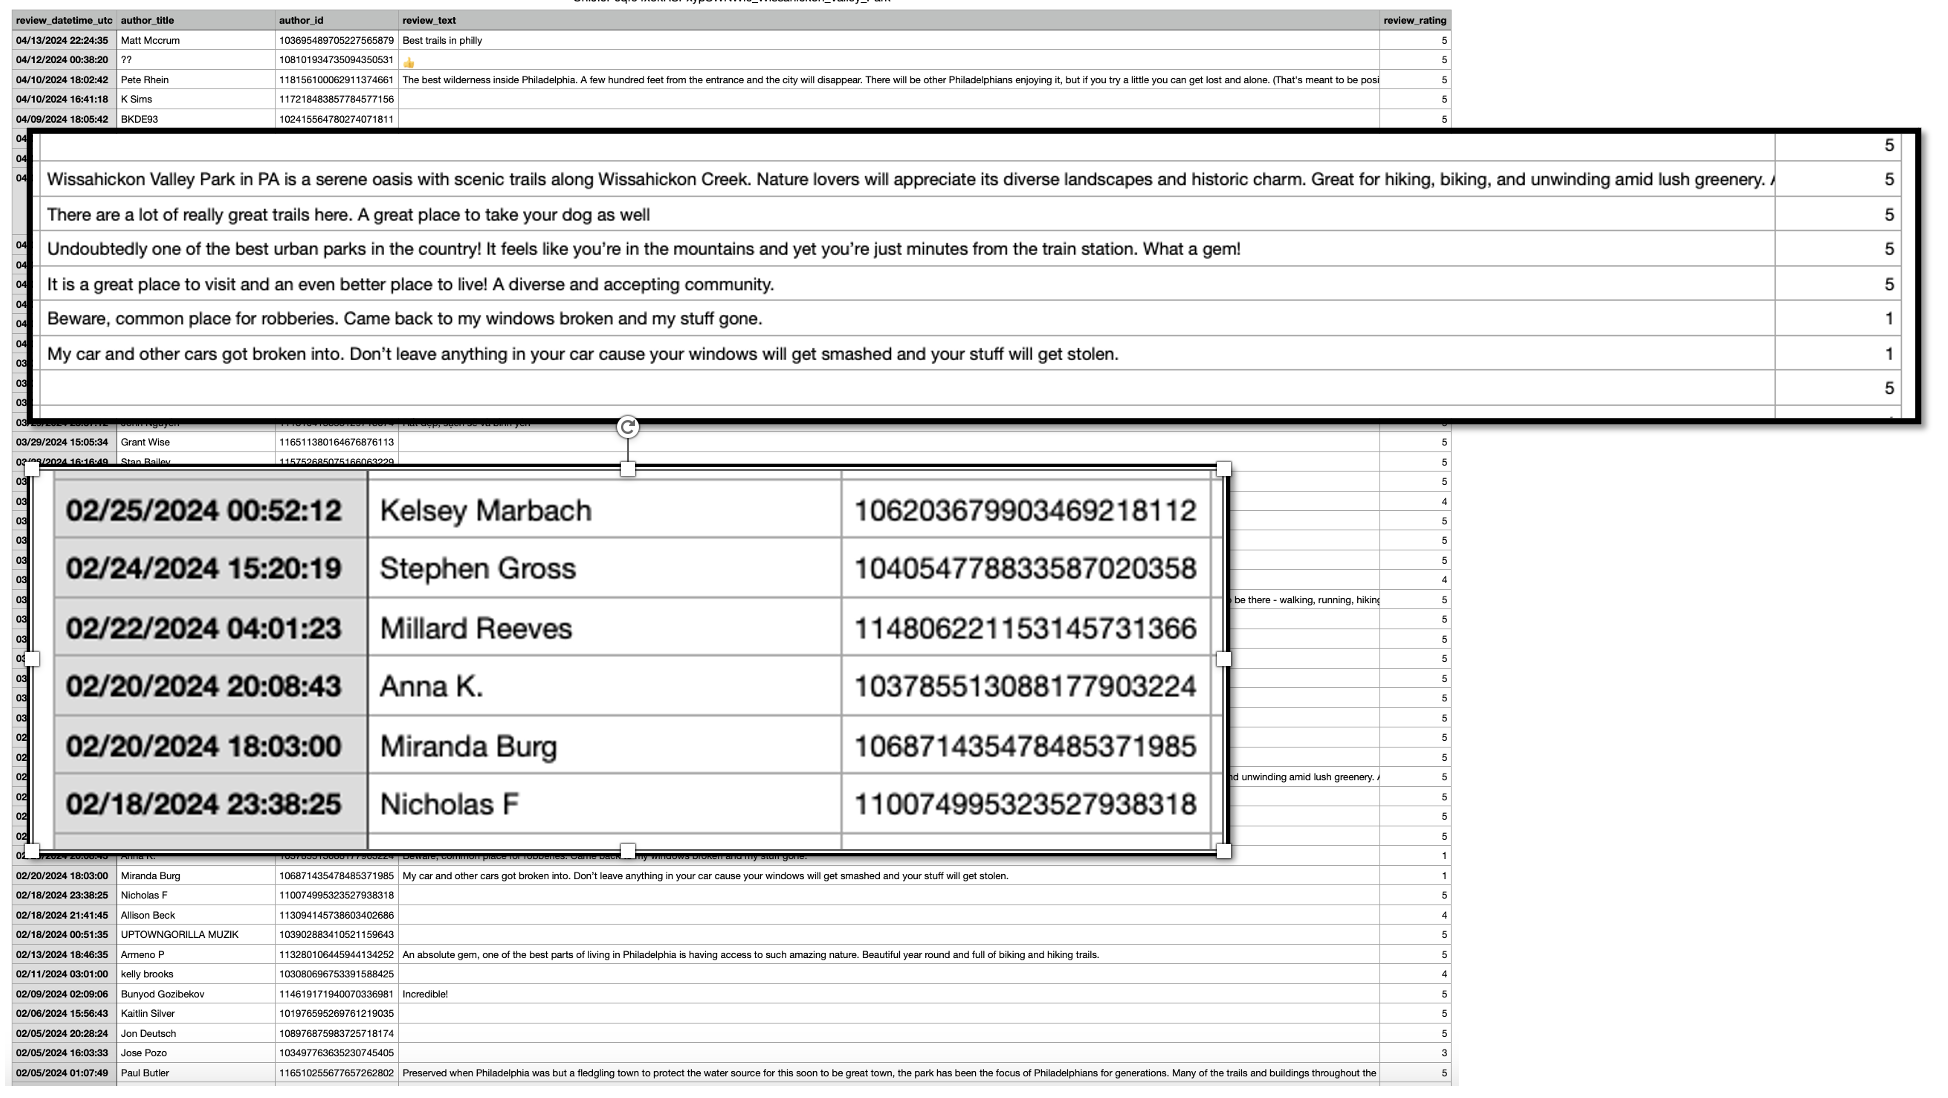 review_datetime_utc author_title author_id review_text review_rating
04/13/2024 22:24:35 Matt Mccrum 103695489705227565879 Best trails in philly 5
04/12/2024 00:38:20 ?? 108101934735094350531 👍 5
04/10/2024 18:02:42 Pete Rhein 118156100062911374661 The best wilderness inside Philadelphia. A few hundred feet from the entrance and the city will disappear. There will be other Philadelphians enjoying it, but if you try a little you can get lost and alone. (That's meant to be posi 5
04/10/2024 16:41:18 K Sims 117218483857784577156 5
04/09/2024 18:05:42 BKDE93 102415564780274071811 5
5
Wissahickon Valley Park in PA is a serene oasis with scenic trails along Wissahickon Creek. Nature lovers will appreciate its diverse landscapes and historic charm. Great for hiking, biking, and unwinding amid lush greenery. 5
There are a lot of really great trails here. A great place to take your dog as well 5
Undoubtedly one of the best urban parks in the country! It feels like you’re in the mountains and yet you’re just minutes from the train station. What a gem! 5
It is a great place to visit and an even better place to live! A diverse and accepting community. 5
Beware, common place for robberies. Came back to my windows broken and my stuff gone. 1
My car and other cars got broken into. Don’t leave anything in your car cause your windows will get smashed and your stuff will get stolen. 1
5
03/29/2024 15:05:34 Grant Wise 116511380164676876113 5
Stan Bailey 115752685075166063229 5
5
4
5
5
5
4
be there - walking, running, hiking 5
5
5
5
5
5
5
5
5
unwinding amid lush greenery. 5
5
5
5
02/25/2024 00:52:12 Kelsey Marbach 106203679903469218112
02/24/2024 15:20:19 Stephen Gross 104054778833587020358
02/22/2024 04:01:23 Millard Reeves 114806221153145731366
02/20/2024 20:08:43 Anna K. 103785513088177903224
02/20/2024 18:03:00 Miranda Burg 106871435478485371985
02/18/2024 23:38:25 Nicholas F 110074995323527938318
1
02/20/2024 18:03:00 Miranda Burg 106871435478485371985 My car and other cars got broken into. Don’t leave anything in your car cause your windows will get smashed and your stuff will get stolen. 1
02/18/2024 23:38:25 Nicholas F 110074995323527938318 5
02/18/2024 21:41:45 Allison Beck 113094145738603402686 4
02/18/2024 00:51:35 UPTOWNGORILLA MUZIK 103902883410521159643 5
02/13/2024 18:46:35 Armeno P 113280106445944134252 An absolute gem, one of the best parts of living in Philadelphia is having access to such amazing nature. Beautiful year round and full of biking and hiking trails. 5
02/11/2024 03:01:00 kelly brooks 103080696753391588425 4
02/09/2024 02:09:06 Bunyod Gozibekov 114619171940070336981 Incredible! 5
02/06/2024 15:56:43 Kaitlin Silver 101976595269761219035 5
02/05/2024 20:28:24 Jon Deutsch 108976875983725718174 5
02/05/2024 16:03:33 Jose Pozo 103497763635230745405 3
02/05/2024 01:07:49 Paul Butler 116510255677657262802 Preserved when Philadelphia was but a fledgling town to protect the water source for this soon to be great town, the park has been the focus of Philadelphians for generations. Many of the trails and buildings throughout the 5